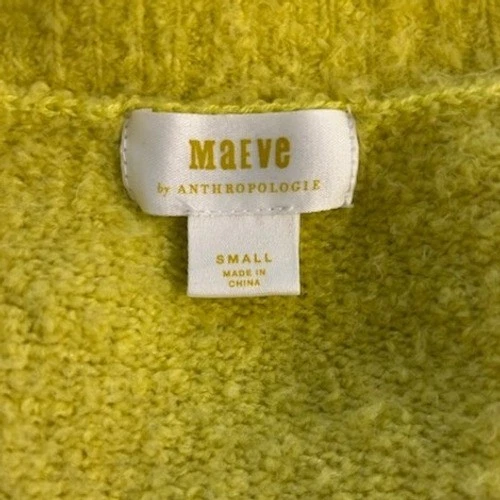 MaEve
by ANTHROPOLOGIE
SMALL
MADE IN
CHINA